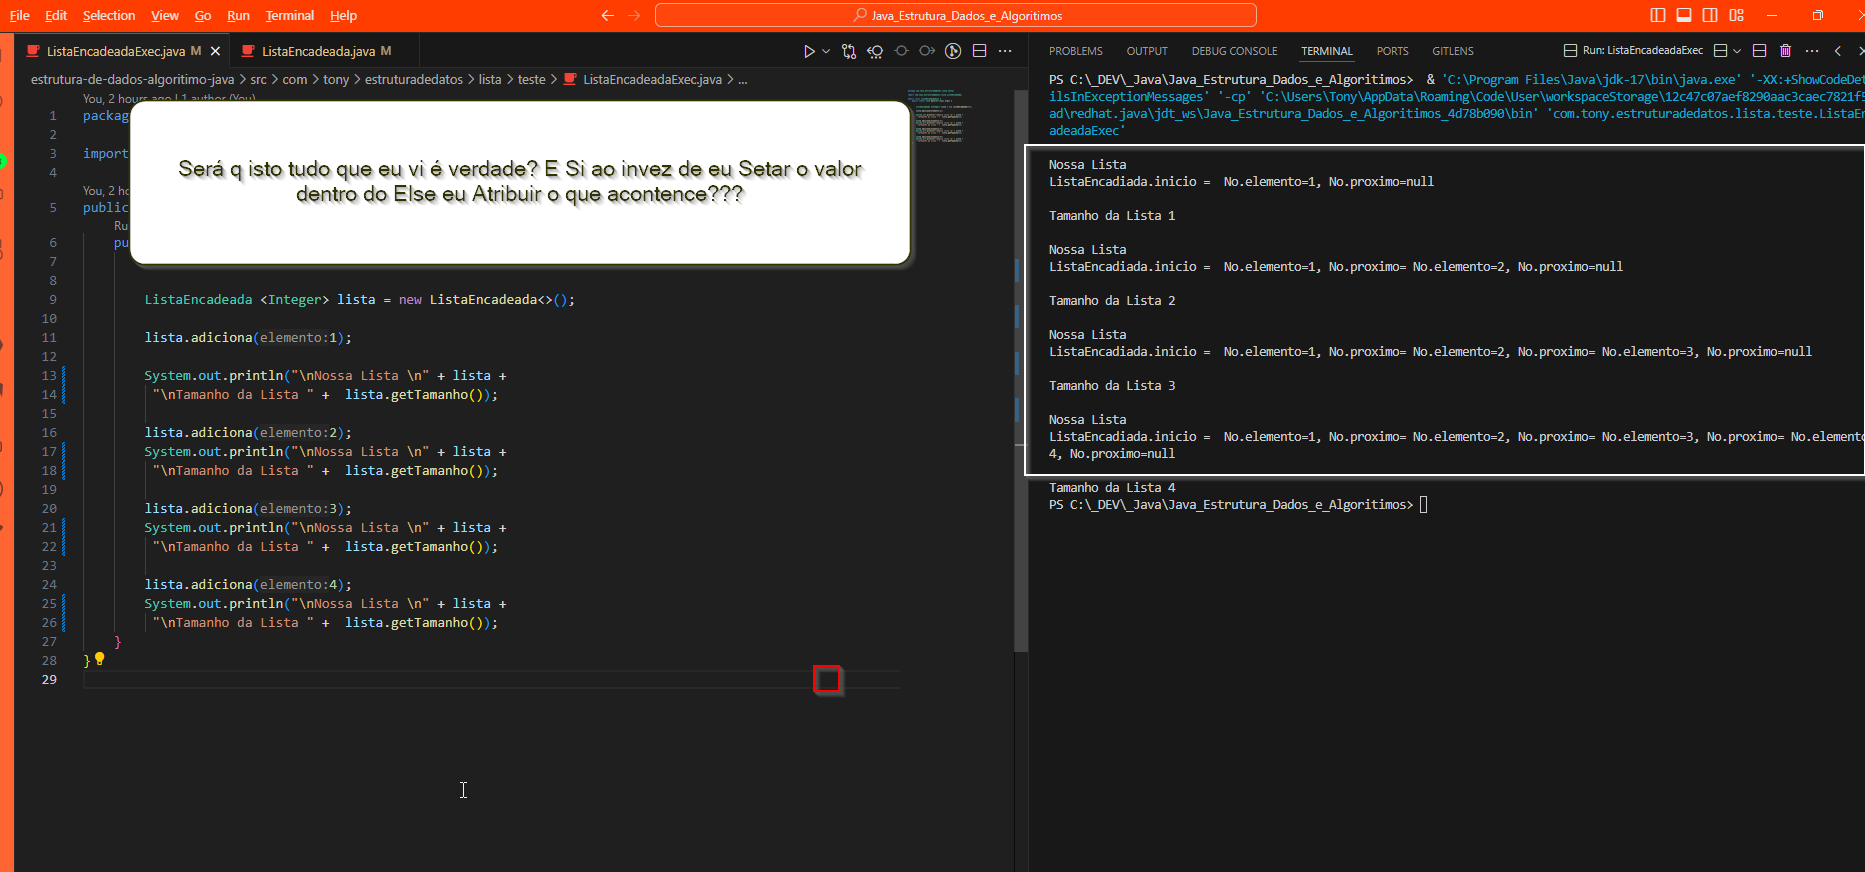 File Edit Selection View Go Run Terminal Help
Java_Estrutura_Dados_e_Algoritimos
ListaEncadeadaExec.java M
ListaEncadeada.java M
estrutura-de-dados-algoritimo-java > src > com > tony > estruturadedatos > lista > teste > ListaEncadeadaExec.java > ...
You, 2 hours ago | 1 author (You)
1 packag
2
3 import
4
You, 2 h
5 public
Ru
6 pu
Será q isto tudo que eu vi é verdade? E Si ao invez de eu Setar o valor
dentro do Else eu Atribuir o que acontence???
7
8
9 ListaEncadeada <Integer> lista = new ListaEncadeada<>();
10
11 lista.adiciona(elemento:1);
12
13 System.out.println("\nNossa Lista \n" + lista +
14 "\nTamanho da Lista " + lista.getTamanho());
15
16 lista.adiciona(elemento:2);
17 System.out.println("\nNossa Lista \n" + lista +
18 "\nTamanho da Lista " + lista.getTamanho());
19
20 lista.adiciona(elemento:3);
21 System.out.println("\nNossa Lista \n" + lista +
22 "\nTamanho da Lista " + lista.getTamanho());
23
24 lista.adiciona(elemento:4);
25 System.out.println("\nNossa Lista \n" + lista +
26 "\nTamanho da Lista " + lista.getTamanho());
27 }
28 }
29
PROBLEMS OUTPUT DEBUG CONSOLE TERMINAL PORTS GITLENS
Run: ListaEncadeadaExec
PS C:\_DEV\_Java\Java_Estrutura_Dados_e_Algoritimos> & 'C:\Program Files\Java\jdk-17\bin\java.exe' '-XX:+ShowCodeDet
ilsInExceptionMessages' '-cp' 'C:\Users\Tony\AppData\Roaming\Code\User\workspaceStorage\12c47c07aef8290aac3caec7821f5
ad\redhat.java\jdt_ws\Java_Estrutura_Dados_e_Algoritimos_4d78b090\bin' 'com.tony.estruturadedatos.lista.teste.ListaEn
adeadaExec'
Nossa Lista
ListaEncadiada.inicio = No.elemento=1, No.proximo=null
Tamanho da Lista 1
Nossa Lista
ListaEncadiada.inicio = No.elemento=1, No.proximo= No.elemento=2, No.proximo=null
Tamanho da Lista 2
Nossa Lista
ListaEncadiada.inicio = No.elemento=1, No.proximo= No.elemento=2, No.proximo= No.elemento=3, No.proximo=null
Tamanho da Lista 3
Nossa Lista
ListaEncadiada.inicio = No.elemento=1, No.proximo= No.elemento=2, No.proximo= No.elemento=3, No.proximo= No.elemento
4, No.proximo=null
Tamanho da Lista 4
PS C:\_DEV\_Java\Java_Estrutura_Dados_e_Algoritimos>